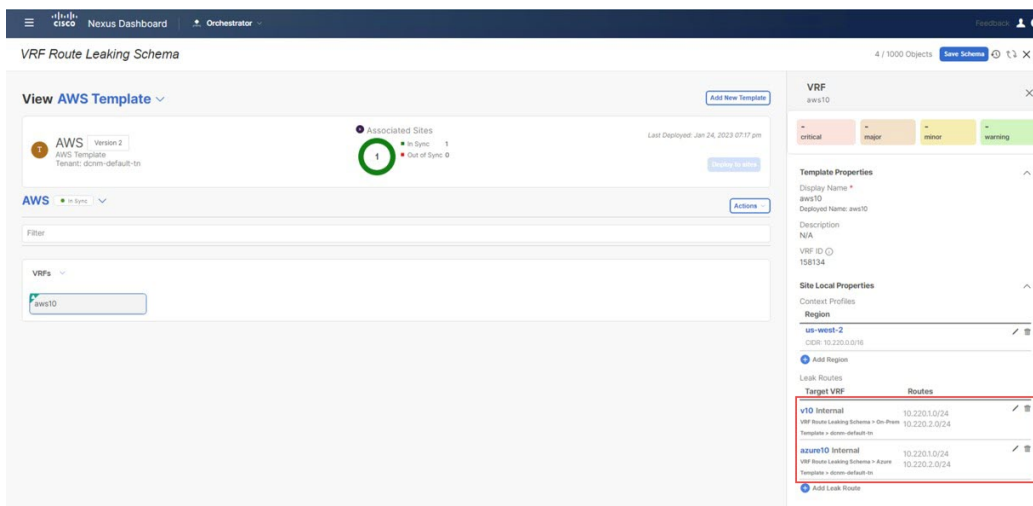 cisco Nexus Dashboard Orchestrator Feedback
VRF Route Leaking Schema 4 / 1000 Objects Save Schema
View AWS Template Add New Template
T AWS Version 2
AWS Template
Tenant: dcnm-default-tn
Associated Sites
1
In Sync 1
Out of Sync 0
Last Deployed: Jan 24, 2023 07:17 pm
Deploy to sites
AWS In Sync Actions
Filter
VRFs
aws10
VRF
aws10
- critical
- major
- minor
- warning
Template Properties
Display Name *
aws10
Deployed Name: aws10
Description
N/A
VRF ID
158134
Site Local Properties
Context Profiles
Region
us-west-2
CIDR: 10.220.0.0/16
Add Region
Leak Routes
Target VRF Routes
v10 Internal 10.220.1.0/24
VRF Route Leaking Schema > On-Prem 10.220.2.0/24
Template > dcnm-default-tn
azure10 Internal 10.220.1.0/24
VRF Route Leaking Schema > Azure 10.220.2.0/24
Template > dcnm-default-tn
Add Leak Route